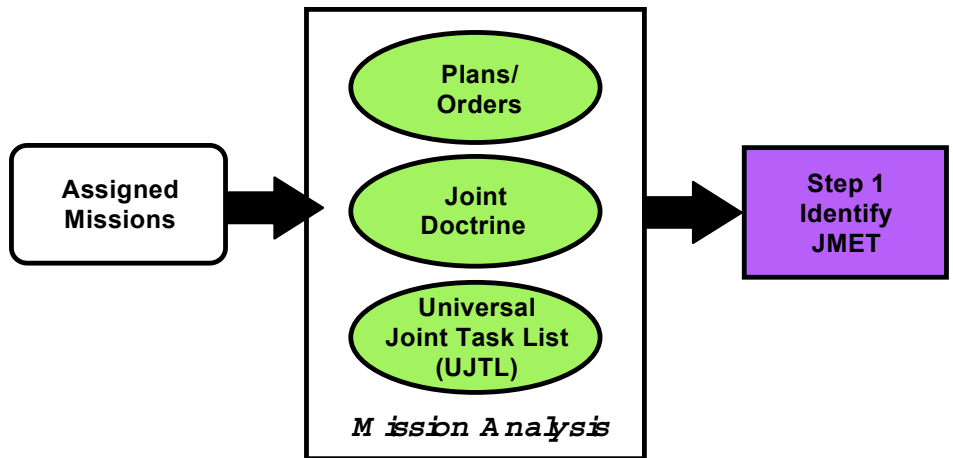 Assigned
Missions
Plans/
Orders
Joint
Doctrine
Universal
Joint Task List
(UJTL)
Mission Analysis
Step 1
Identify
JMET